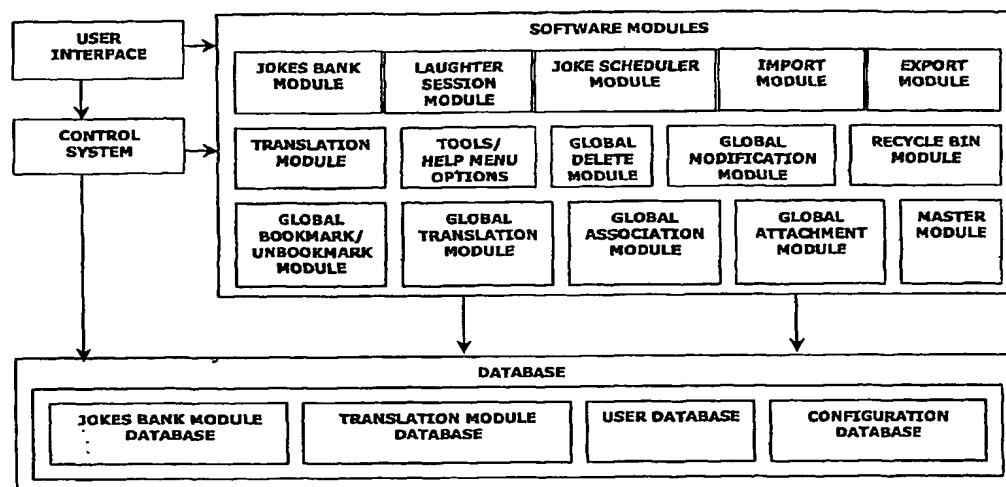 USER
INTERFACE
CONTROL
SYSTEM
SOFTWARE MODULES
JOKES BANK
MODULE
LAUGHTER
SESSION
MODULE
JOKE SCHEDULER
MODULE
IMPORT
MODULE
EXPORT
MODULE
TRANSLATION
MODULE
TOOLS/
HELP MENU
OPTIONS
GLOBAL
DELETE
MODULE
GLOBAL
MODIFICATION
MODULE
RECYCLE BIN
MODULE
GLOBAL
BOOKMARK/
UNBOOKMARK
MODULE
GLOBAL
TRANSLATION
MODULE
GLOBAL
ASSOCIATION
MODULE
GLOBAL
ATTACHMENT
MODULE
MASTER
MODULE
DATABASE
JOKES BANK MODULE
DATABASE
TRANSLATION MODULE
DATABASE
USER DATABASE
CONFIGURATION
DATABASE